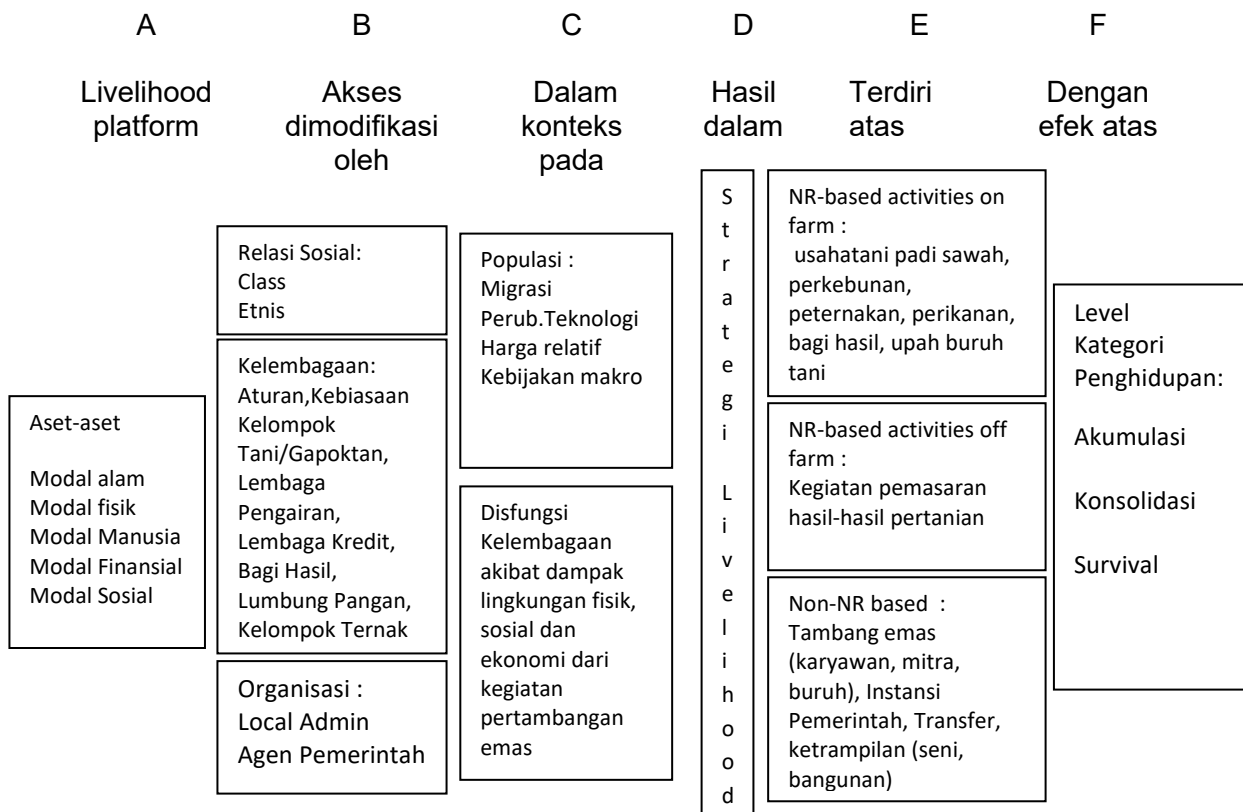 A
B
C
D
E
F
Livelihood
platform
Akses
dimodifikasi
oleh
Dalam
konteks
pada
Hasil
dalam
Terdiri
atas
Dengan
efek atas
Aset-aset
Modal alam
Modal fisik
Modal Manusia
Modal Finansial
Modal Sosial
Relasi Sosial:
Class
Etnis
Kelembagaan:
Aturan,Kebiasaan
Kelompok
Tani/Gapoktan,
Lembaga
Pengairan,
Lembaga Kredit,
Bagi Hasil,
Lumbung Pangan,
Kelompok Ternak
Organisasi :
Local Admin
Agen Pemerintah
Populasi :
Migrasi
Perub.Teknologi
Harga relatif
Kebijakan makro
Disfungsi
Kelembagaan
akibat dampak
lingkungan fisik,
sosial dan
ekonomi dari
kegiatan
pertambangan
emas
S
t
r
a
t
e
g
i
L
i
v
e
l
i
h
o
o
d
NR-based activities on
farm :
usahatani padi sawah,
perkebunan,
peternakan, perikanan,
bagi hasil, upah buruh
tani
NR-based activities off
farm :
Kegiatan pemasaran
hasil-hasil pertanian
Non-NR based :
Tambang emas
(karyawan, mitra,
buruh), Instansi
Pemerintah, Transfer,
ketrampilan (seni,
bangunan)
Level
Kategori
Penghidupan:
Akumulasi
Konsolidasi
Survival